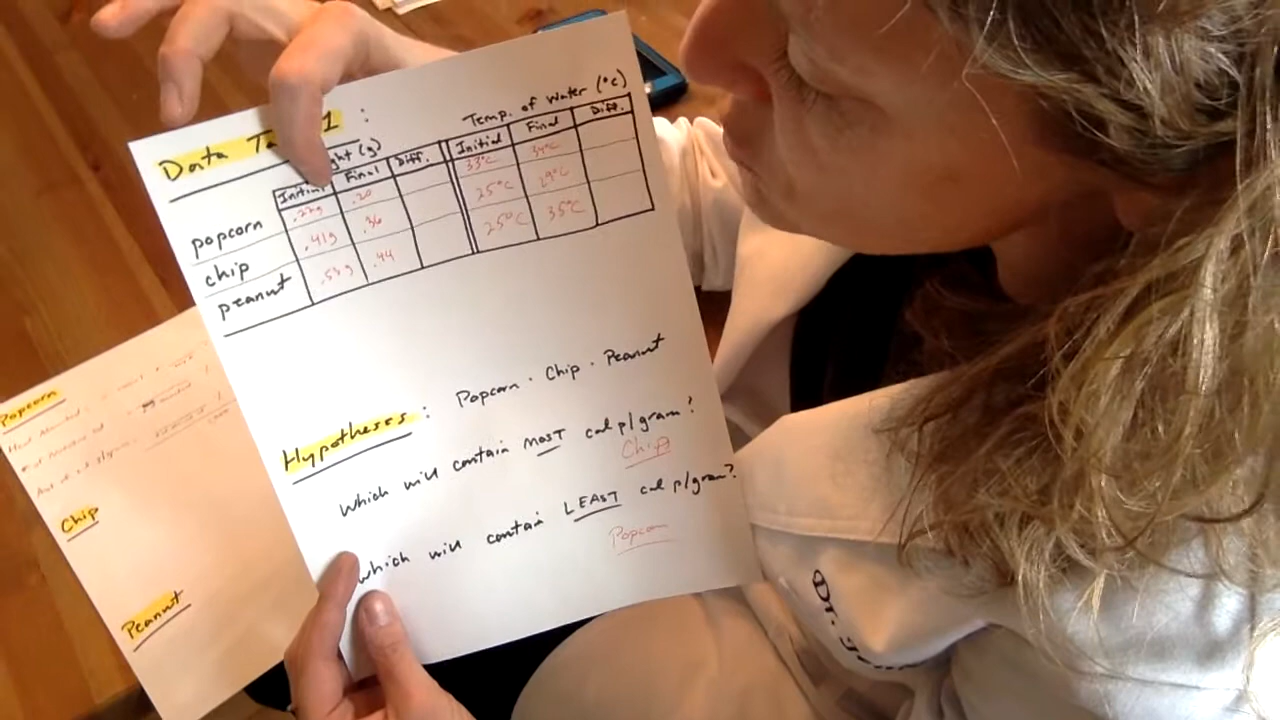 Data Ta 1 :
ght (g) Temp. of Water (°C)
Initial Final Diff. Initial Final Diff.
popcorn .22g .20 33°C 34°C
chip .41g .36 25°C 29°C
peanut .53g .44 25°C 35°C
Hypotheses : Popcorn · Chip · Peanut
Which will contain MOST cal p/gram?
Chip
Which will contain LEAST cal p/gram?
Popcorn
Popcorn
Chip
Peanut
Dr.